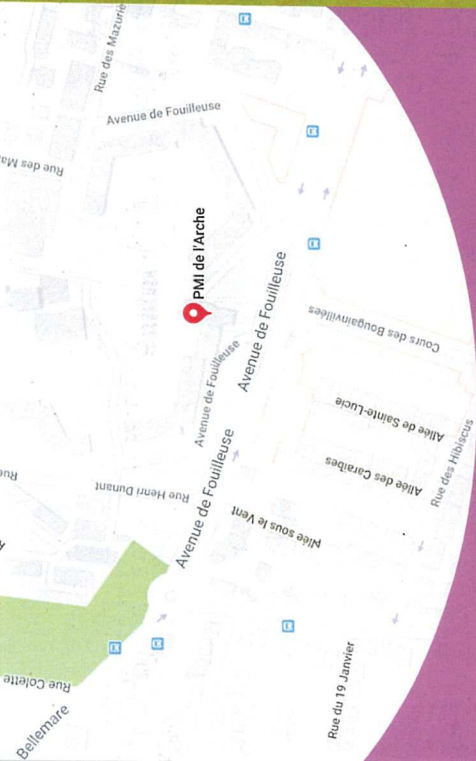 Rue des Mazuriè
Avenue de Fouilleuse
Rue des Ma
PMI de l'Arche
Avenue de Fouilleuse
Avenue de Fouilleuse
Cours des Bougainvillées
Avenue de Fouilleuse
Allée de Sainte-Lucie
Allée des Caraïbes
Rue des Hibiscus
Rue
Rue Henri Dunant
Allée sous le Vent
Rue Colette
Bellemare
Rue du 19 Janvier